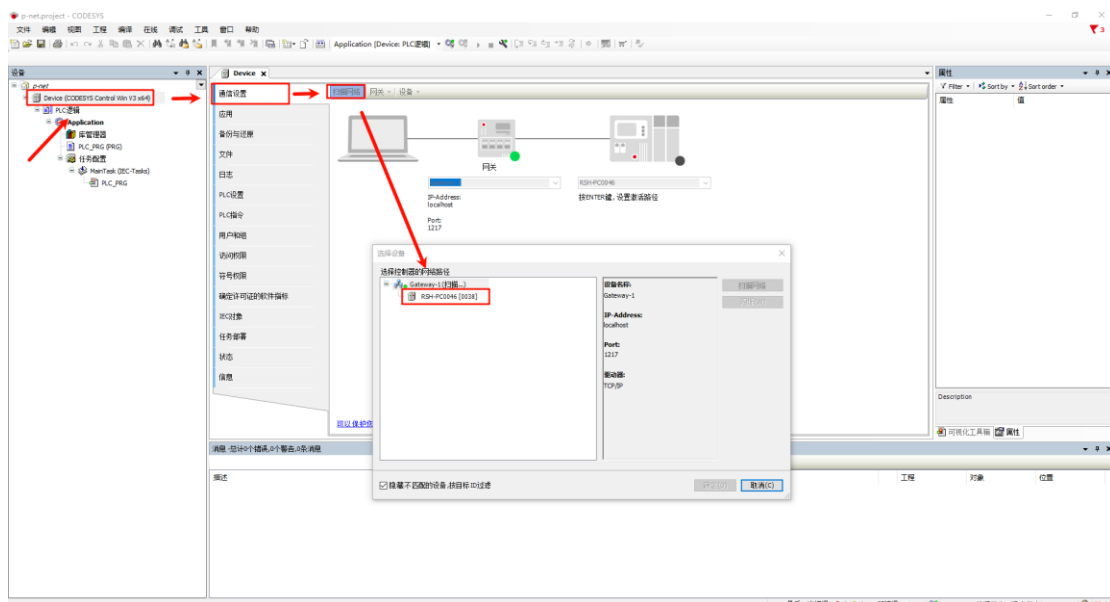 p-net.project - CODESYS
文件 编辑 视图 工程 编译 在线 调试 工具 窗口 帮助
3
Application [Device: PLC逻辑]
设备
p-net
Device (CODESYS Control Win V3 x64)
PLC逻辑
Application
库管理器
PLC_PRG (PRG)
任务配置
MainTask (IEC-Tasks)
PLC_PRG
Device
通信设置
应用
备份与还原
文件
日志
PLC设置
PLC指令
用户和组
访问权限
符号权限
确定许可证的软件指标
IEC对象
任务部署
状态
信息
扫描网络 网关 设备
网关
IP-Address:
localhost
Port:
1217
RSH-PC0046
按ENTER键, 设置激活路径
可以保护您
选择设备
选择控制器的网络路径
Gateway-1(扫描...)
RSH-PC0046 [0038]
设备名称:
Gateway-1
IP-Address:
localhost
Port:
1217
驱动器:
TCP/IP
扫描网络
隐藏不匹配的设备,按目标ID过滤
取消(C)
属性
Filter Sort by Sort order
属性 值
Description
可视化工具箱 属性
消息 -总计0个错误,0个警告,0条消息
描述 工程 对象 位置